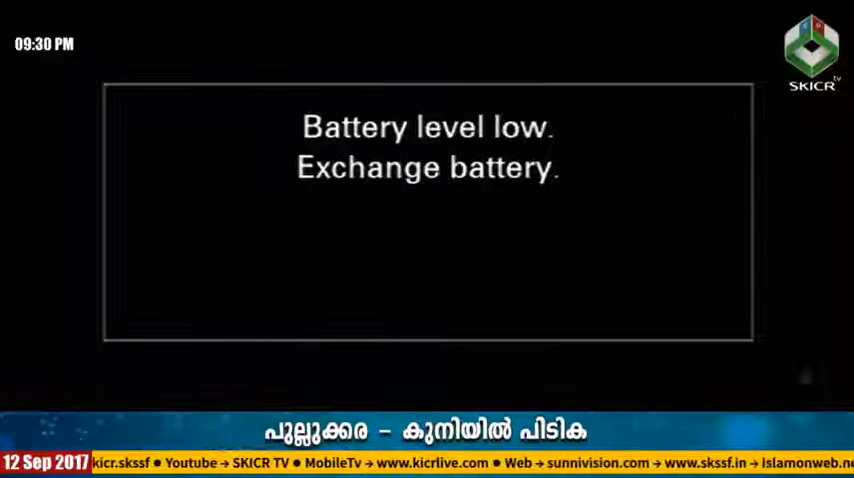 09:30 PM
SKICR tv
Battery level low.
Exchange battery.
പുല്ലൂക്കര - കുനിയിൽ പിടിക
12 Sep 2017 kicr.skssf ● Youtube → SKICR TV ● MobileTv → www.kicrlive.com ● Web → sunnivision.com → www.skssf.in → Islamonweb.ne